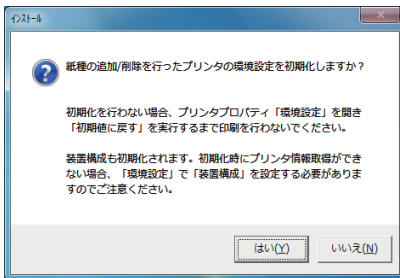 インストール
紙種の追加/削除を行ったプリンタの環境設定を初期化しますか？
初期化を行わない場合、プリンタプロパティ「環境設定」を開き
「初期値に戻す」を実行するまで印刷を行わないでください。
装置構成も初期化されます。初期化時にプリンタ情報取得ができ
ない場合、「環境設定」で「装置構成」を設定する必要がありま
すのでご注意ください。
はい(Y)
いいえ(N)